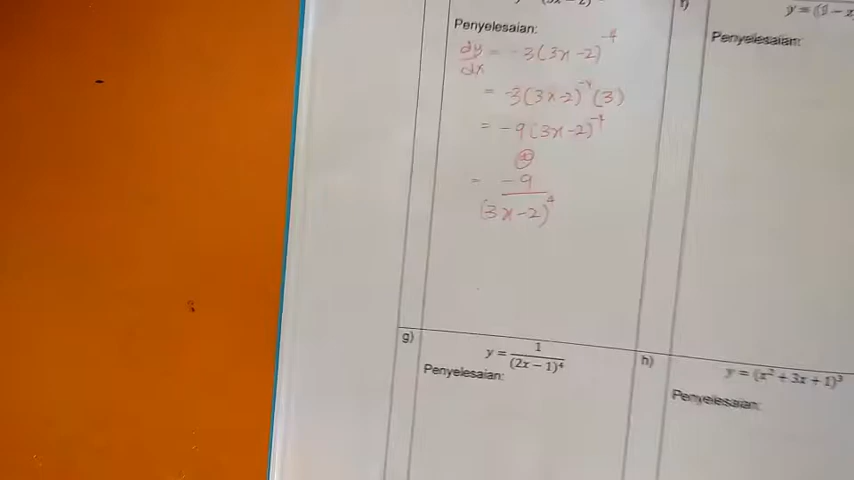 f)
Penyelesaian:
dy/dx = -3(3x-2)^-4
= -3(3x-2)^-4 (3)
= -9(3x-2)^-4
= -9/(3x-2)^4
Penyelesaian:
g)
y = 1/(2x − 1)^4
Penyelesaian:
h)
y = (x² + 3x + 1)³
Penyelesaian: